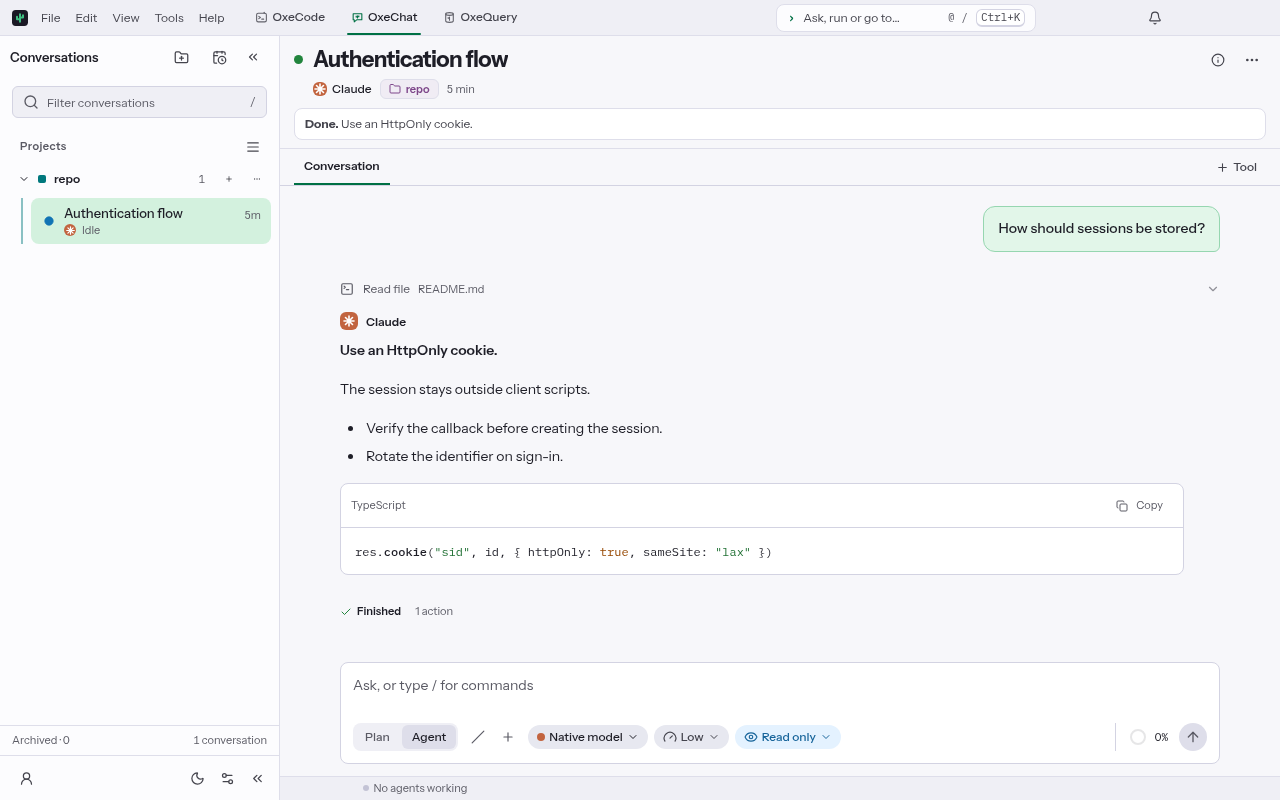 File Edit View Tools Help OxeCode OxeChat OxeQuery Ask, run or go to... @ / Ctrl+K
Conversations
Filter conversations /
Projects
repo 1
Authentication flow 5m
Idle
Archived · 0 1 conversation
Authentication flow
Claude repo 5 min
Done. Use an HttpOnly cookie.
Conversation Tool
How should sessions be stored?
Read file README.md
Claude
Use an HttpOnly cookie.
The session stays outside client scripts.
Verify the callback before creating the session.
Rotate the identifier on sign-in.
TypeScript Copy
res.cookie("sid", id, { httpOnly: true, sameSite: "lax" })
Finished 1 action
Ask, or type / for commands
Plan Agent Native model Low Read only 0%
No agents working